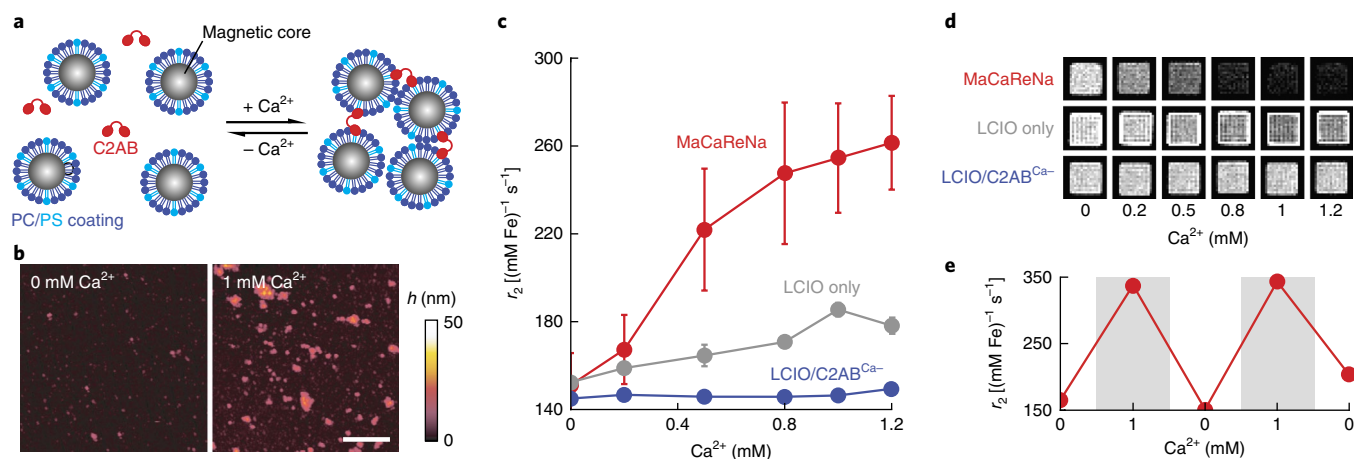 a
Magnetic core
+ Ca²⁺
− Ca²⁺
C2AB
PC/PS coating
b
0 mM Ca²⁺
1 mM Ca²⁺
h (nm)
50
0
c
300
260
220
180
140
r₂ [(mM Fe)⁻¹ s⁻¹]
MaCaReNa
LCIO only
LCIO/C2ABᶜᵃ⁻
0
0.4
0.8
1.2
Ca²⁺ (mM)
d
MaCaReNa
LCIO only
LCIO/C2ABᶜᵃ⁻
0 0.2 0.5 0.8 1 1.2
Ca²⁺ (mM)
e
350
250
150
r₂ [(mM Fe)⁻¹ s⁻¹]
0 1 0 1 0
Ca²⁺ (mM)